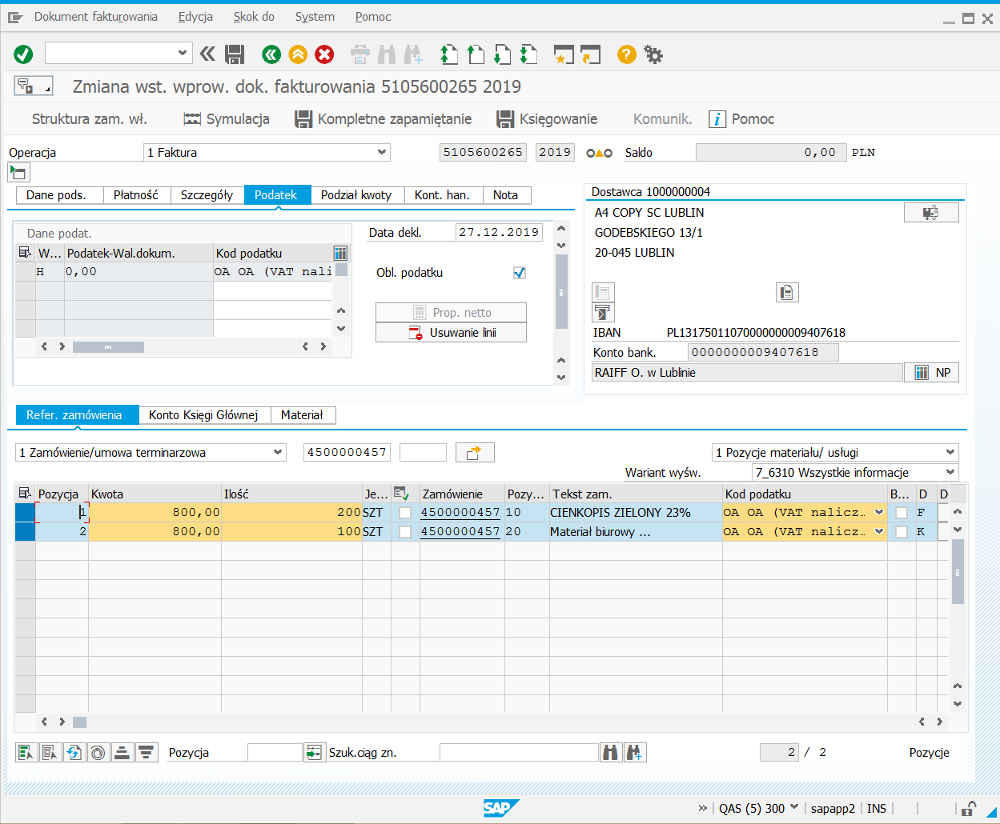 Dokument fakturowania Edycja Skok do System Pomoc
Zmiana wst. wprow. dok. fakturowania 5105600265 2019
Struktura zam. wł. Symulacja Kompletne zapamiętanie Księgowanie Komunik. Pomoc
Operacja 1 Faktura 5105600265 2019 Saldo 0,00 PLN
Dane pods. Płatność Szczegóły Podatek Podział kwoty Kont. han. Nota
Dane podat.
W... Podatek-Wal.dokum. Kod podatku
H 0,00 OA OA (VAT nali
Data dekl. 27.12.2019
Obl. podatku
Prop. netto
Usuwanie linii
Dostawca 1000000004
A4 COPY SC LUBLIN
GODEBSKIEGO 13/1
20-045 LUBLIN
IBAN PL13175011070000000009407618
Konto bank. 0000000009407618
RAIFF O. w Lublinie NP
Refer. zamówienia Konto Księgi Głównej Materiał
1 Zamówienie/umowa terminarzowa 4500000457 1 Pozycje materiału/ usługi
Wariant wyśw. 7_6310 Wszystkie informacje
Pozycja Kwota Ilość Je... Zamówienie Pozy... Tekst zam. Kod podatku B... D D
1 800,00 200 SZT 4500000457 10 CIENKOPIS ZIELONY 23% OA OA (VAT nalicz… F
2 800,00 100 SZT 4500000457 20 Materiał biurowy ... OA OA (VAT nalicz… K
Pozycja Szuk.ciąg zn. 2 / 2 Pozycje
SAP QAS (5) 300 sapapp2 INS